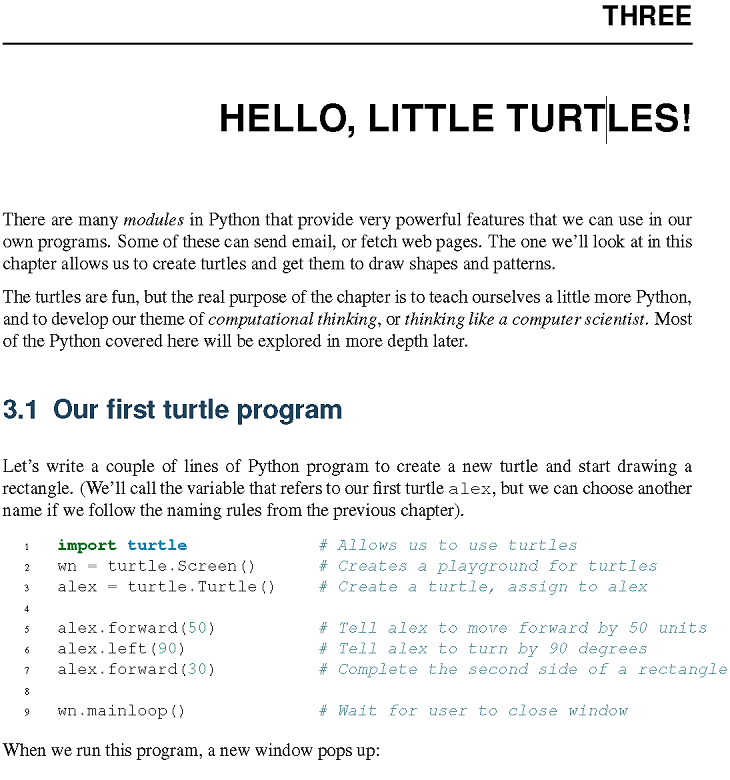 THREE
HELLO, LITTLE TURTLES!
There are many modules in Python that provide very powerful features that we can use in our
own programs. Some of these can send email, or fetch web pages. The one we'll look at in this
chapter allows us to create turtles and get them to draw shapes and patterns.
The turtles are fun, but the real purpose of the chapter is to teach ourselves a little more Python,
and to develop our theme of computational thinking, or thinking like a computer scientist. Most
of the Python covered here will be explored in more depth later.
3.1 Our first turtle program
Let's write a couple of lines of Python program to create a new turtle and start drawing a
rectangle. (We'll call the variable that refers to our first turtle alex, but we can choose another
name if we follow the naming rules from the previous chapter).
1 import turtle # Allows us to use turtles
2 wn = turtle.Screen() # Creates a playground for turtles
3 alex = turtle.Turtle() # Create a turtle, assign to alex
4
5 alex.forward(50) # Tell alex to move forward by 50 units
6 alex.left(90) # Tell alex to turn by 90 degrees
7 alex.forward(30) # Complete the second side of a rectangle
8
9 wn.mainloop() # Wait for user to close window
When we run this program, a new window pops up: